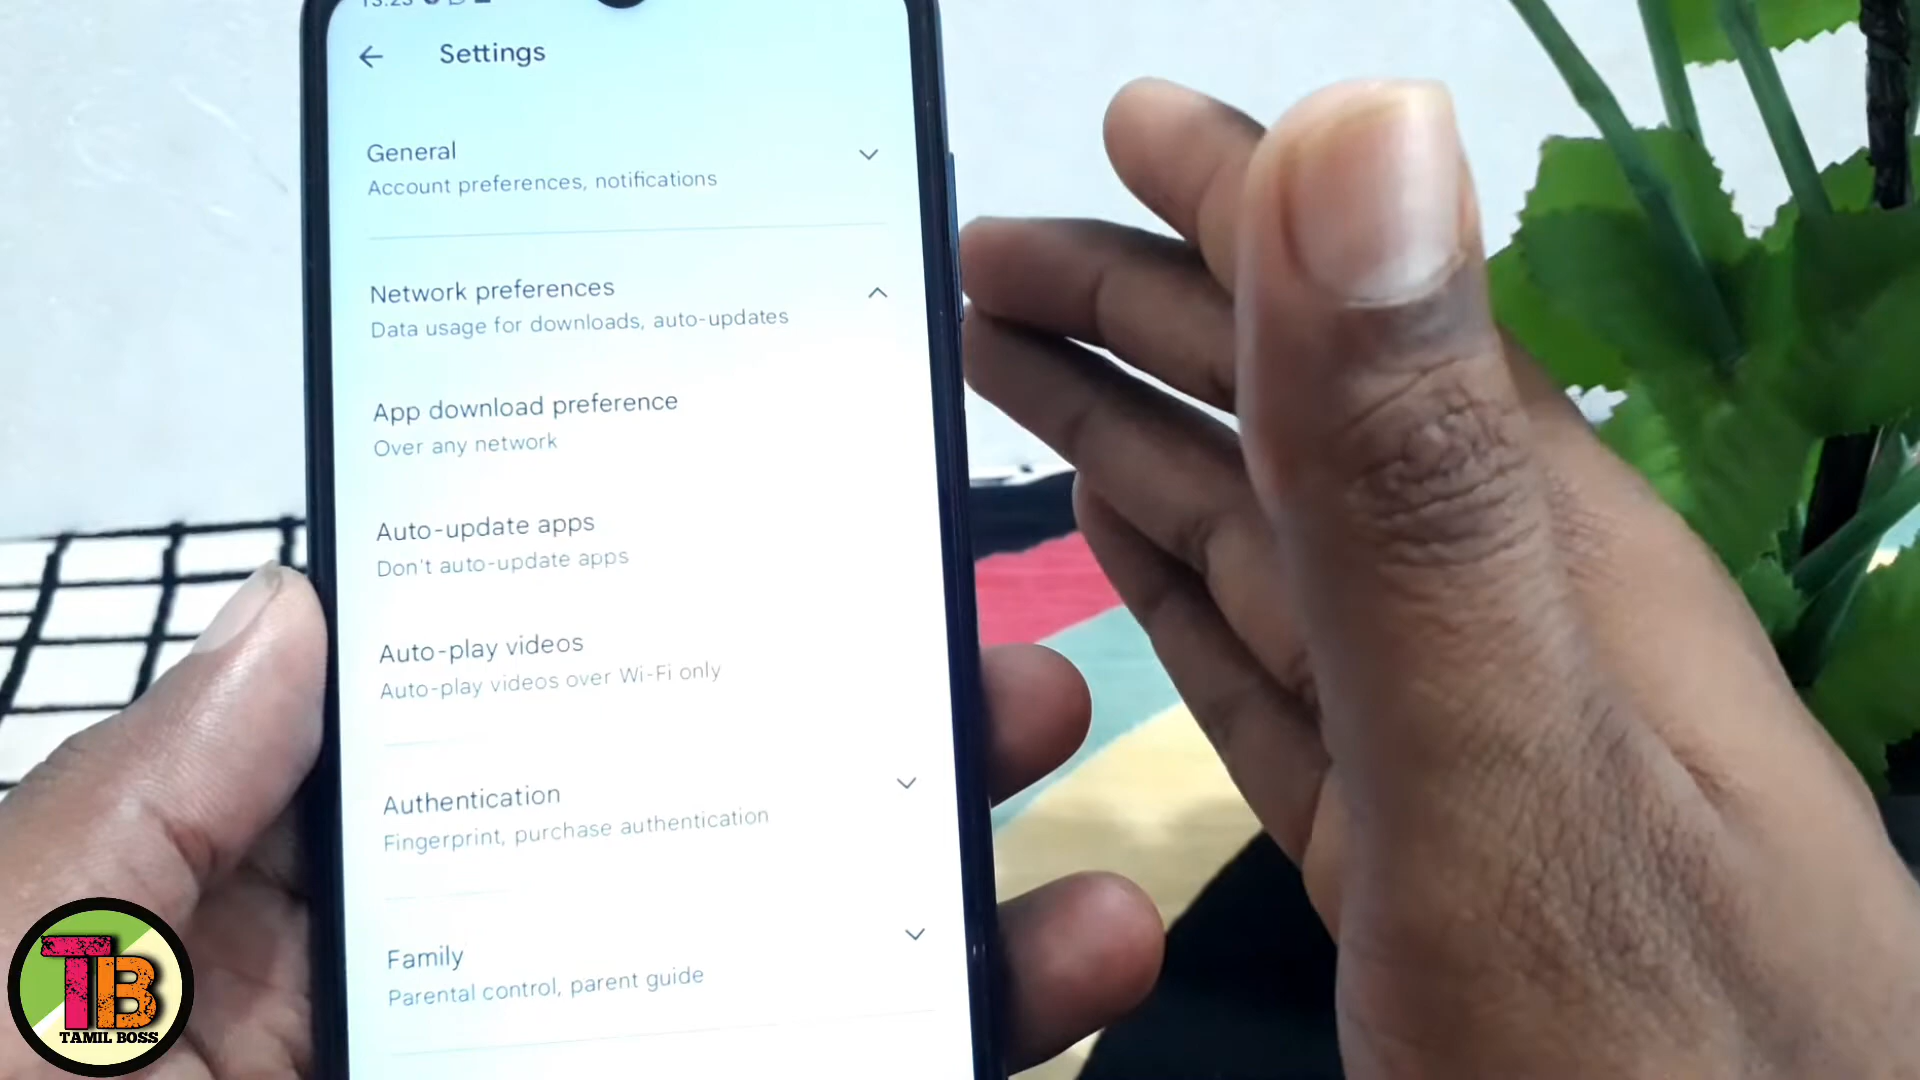 Settings
General
Account preferences, notifications
Network preferences
Data usage for downloads, auto-updates
App download preference
Over any network
Auto-update apps
Don't auto-update apps
Auto-play videos
Auto-play videos over Wi-Fi only
Authentication
Fingerprint, purchase authentication
Family
Parental control, parent guide
TB
TAMIL BOSS